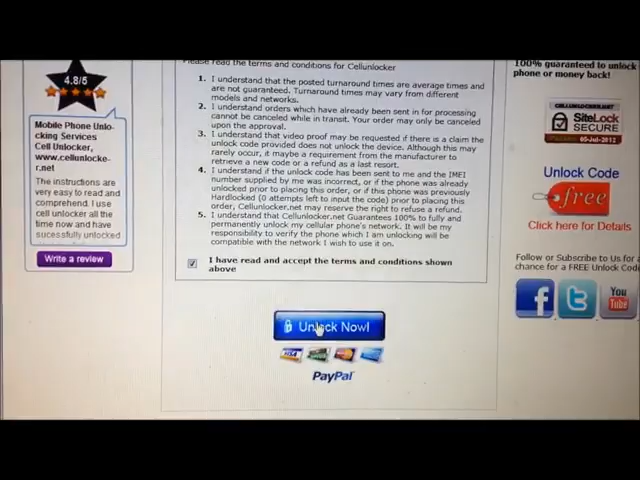 4.8/5
Mobile Phone Unlo-
cking Services
Cell Unlocker,
www.cellunlocke-
r.net
The instructions are
very easy to read and
comprehend. I use
cell unlocker all the
time now and have
sucessfully unlocked
Write a review
Please read the terms and conditions for Cellunlocker
1. I understand that the posted turnaround times are average times and
are not guaranteed. Turnaround times may vary from different
models and networks.
2. I understand orders which have already been sent in for processing
cannot be cancelled while in transit. Your order may only be canceled
upon the approval.
3. I understand that video proof may be requested if there is a claim the
unlock code provided does not unlock the device. Although this may
rarely occur, it maybe a requirement from the manufacturer to
retrieve a new code or a refund as a last resort.
4. I understand if the unlock code has been sent to me and the IMEI
number supplied by me was incorrect, or if the phone was already
unlocked prior to placing this order, or if this phone was previously
Hardlocked (0 attempts left to input the code) prior to placing this
order, Cellunlocker.net may reserve the right to refuse a refund.
5. I understand that Cellunlocker.net Guarantees 100% to fully and
permanently unlock my cellular phone's network. It will be my
responsibility to verify the phone which I am unlocking will be
compatible with the network I wish to use it on.
I have read and accept the terms and conditions shown
above
Unlock Now!
VISA
PayPal
100% guaranteed to unlock
phone or money back!
CELLUNLOCKER.NET
SiteLock
SECURE
05-Jul-2012
Unlock Code
free
Click here for Details
Follow or Subscribe to Us for
chance for a FREE Unlock Code
f
t
You
Tube